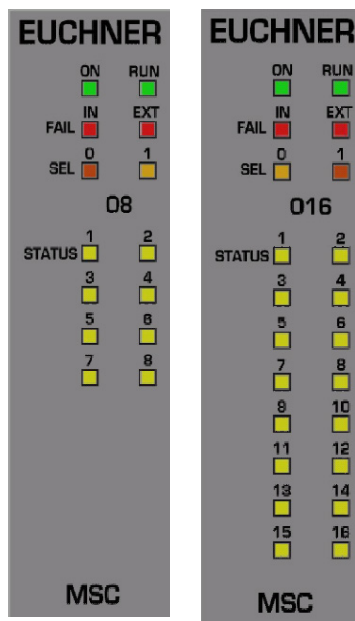 EUCHNER
ON RUN
IN EXT
FAIL
0 1
SEL
O8
1 2
STATUS
3 4
5 6
7 8
MSC
EUCHNER
ON RUN
IN EXT
FAIL
0 1
SEL
O16
1 2
STATUS
3 4
5 6
7 8
9 10
11 12
13 14
15 16
MSC